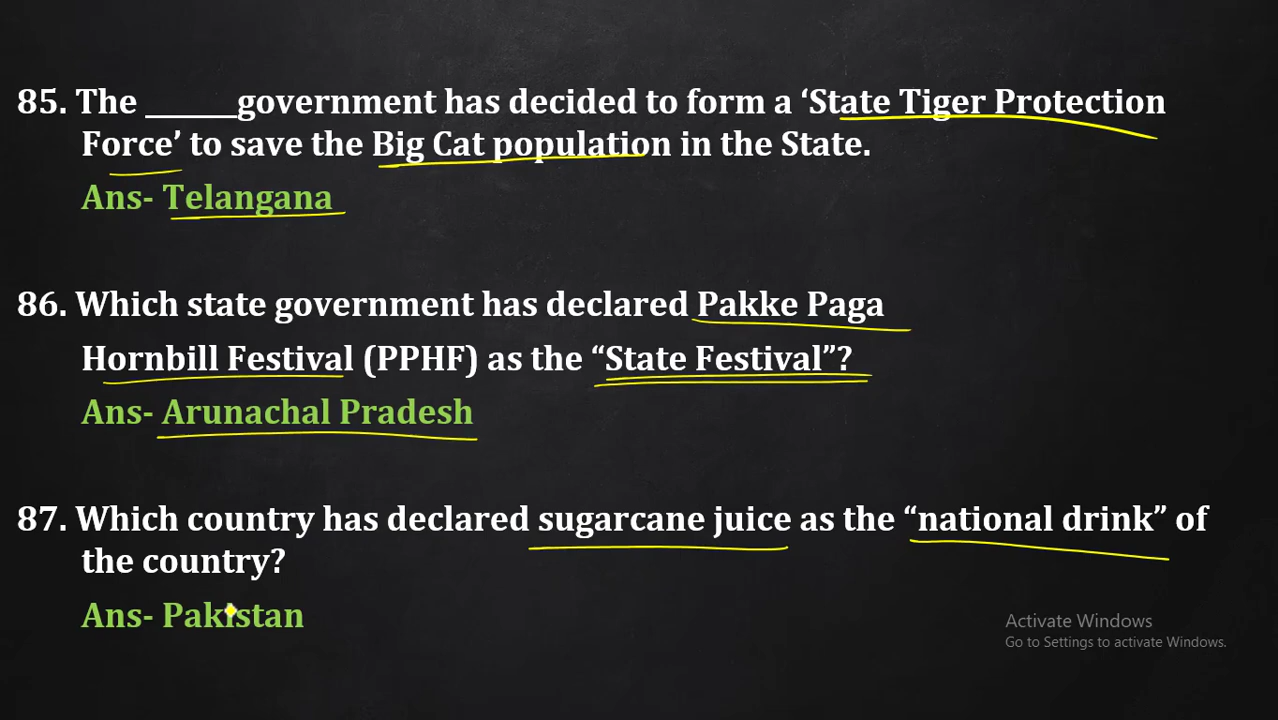 85. The ______government has decided to form a ‘State Tiger Protection
Force’ to save the Big Cat population in the State.
Ans- Telangana
86. Which state government has declared Pakke Paga
Hornbill Festival (PPHF) as the “State Festival”?
Ans- Arunachal Pradesh
87. Which country has declared sugarcane juice as the “national drink” of
the country?
Ans- Pakistan
Activate Windows
Go to Settings to activate Windows.